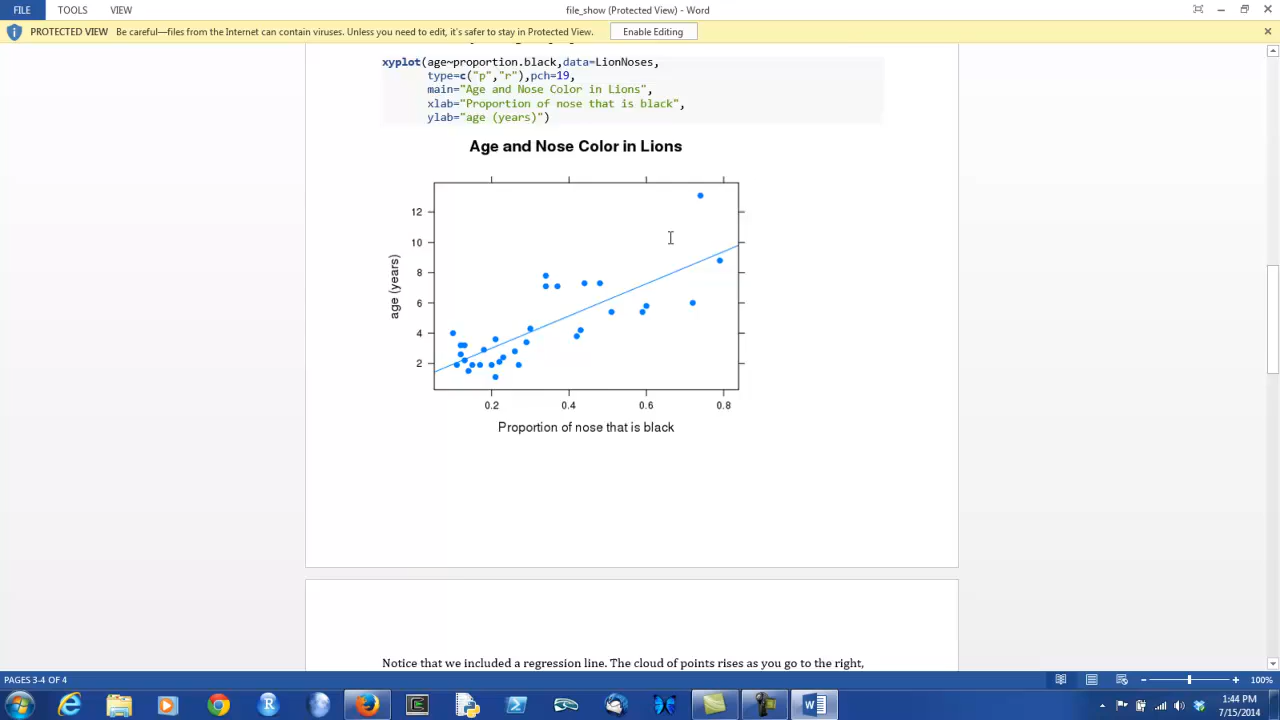 FILE TOOLS VIEW file_show (Protected View) - Word
PROTECTED VIEW Be careful—files from the Internet can contain viruses. Unless you need to edit, it's safer to stay in Protected View. Enable Editing
xyplot(age~proportion.black,data=LionNoses,
type=c("p","r"),pch=19,
main="Age and Nose Color in Lions",
xlab="Proportion of nose that is black",
ylab="age (years)")
Age and Nose Color in Lions
12
10
8
6
4
2
age (years)
0.2 0.4 0.6 0.8
Proportion of nose that is black
Notice that we included a regression line. The cloud of points rises as you go to the right,
PAGES 3-4 OF 4 100%
1:44 PM
7/15/2014